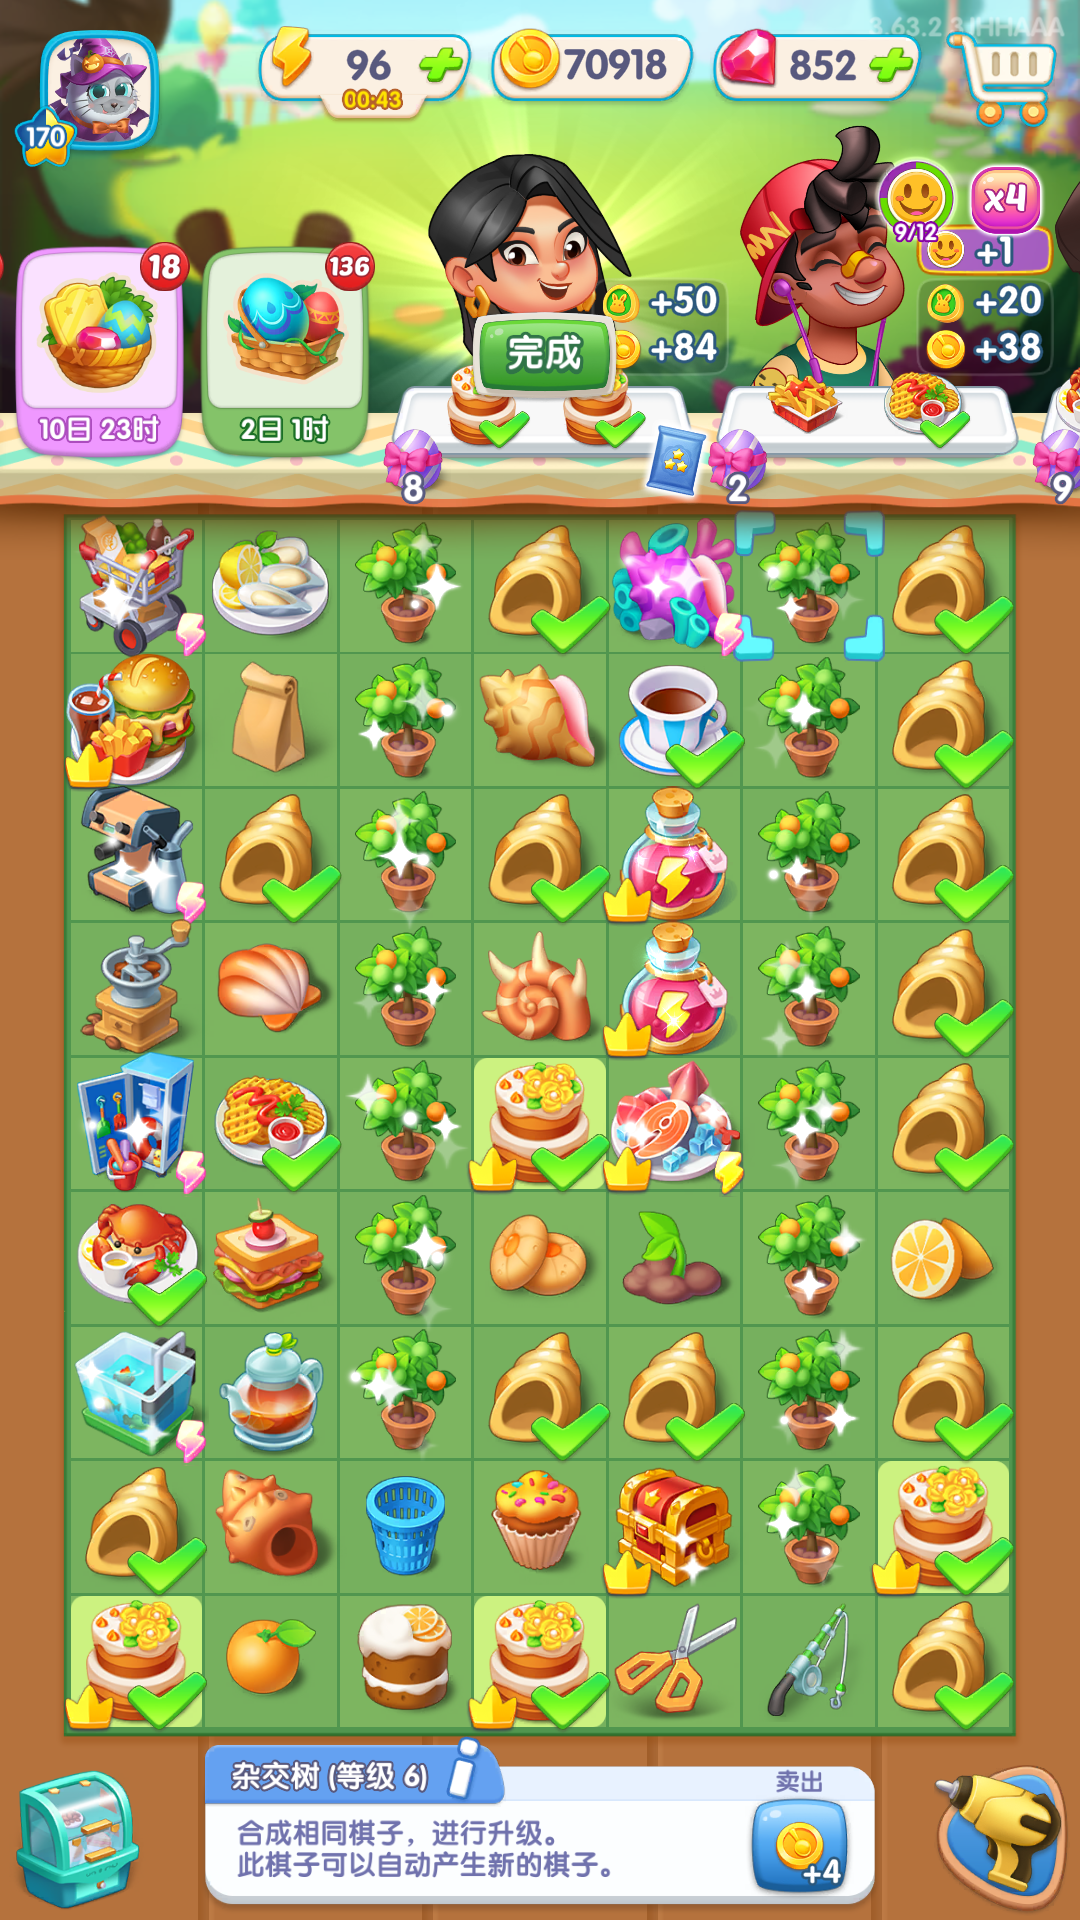 3.63.2
96
00:43
70918
852
170
18
136
10日 23时
2日 1时
+50
+84
完成
9/12
x4
+1
+20
+38
8
2
9
杂交树 (等级 6)
卖出
合成相同棋子，进行升级。
此棋子可以自动产生新的棋子。
+4